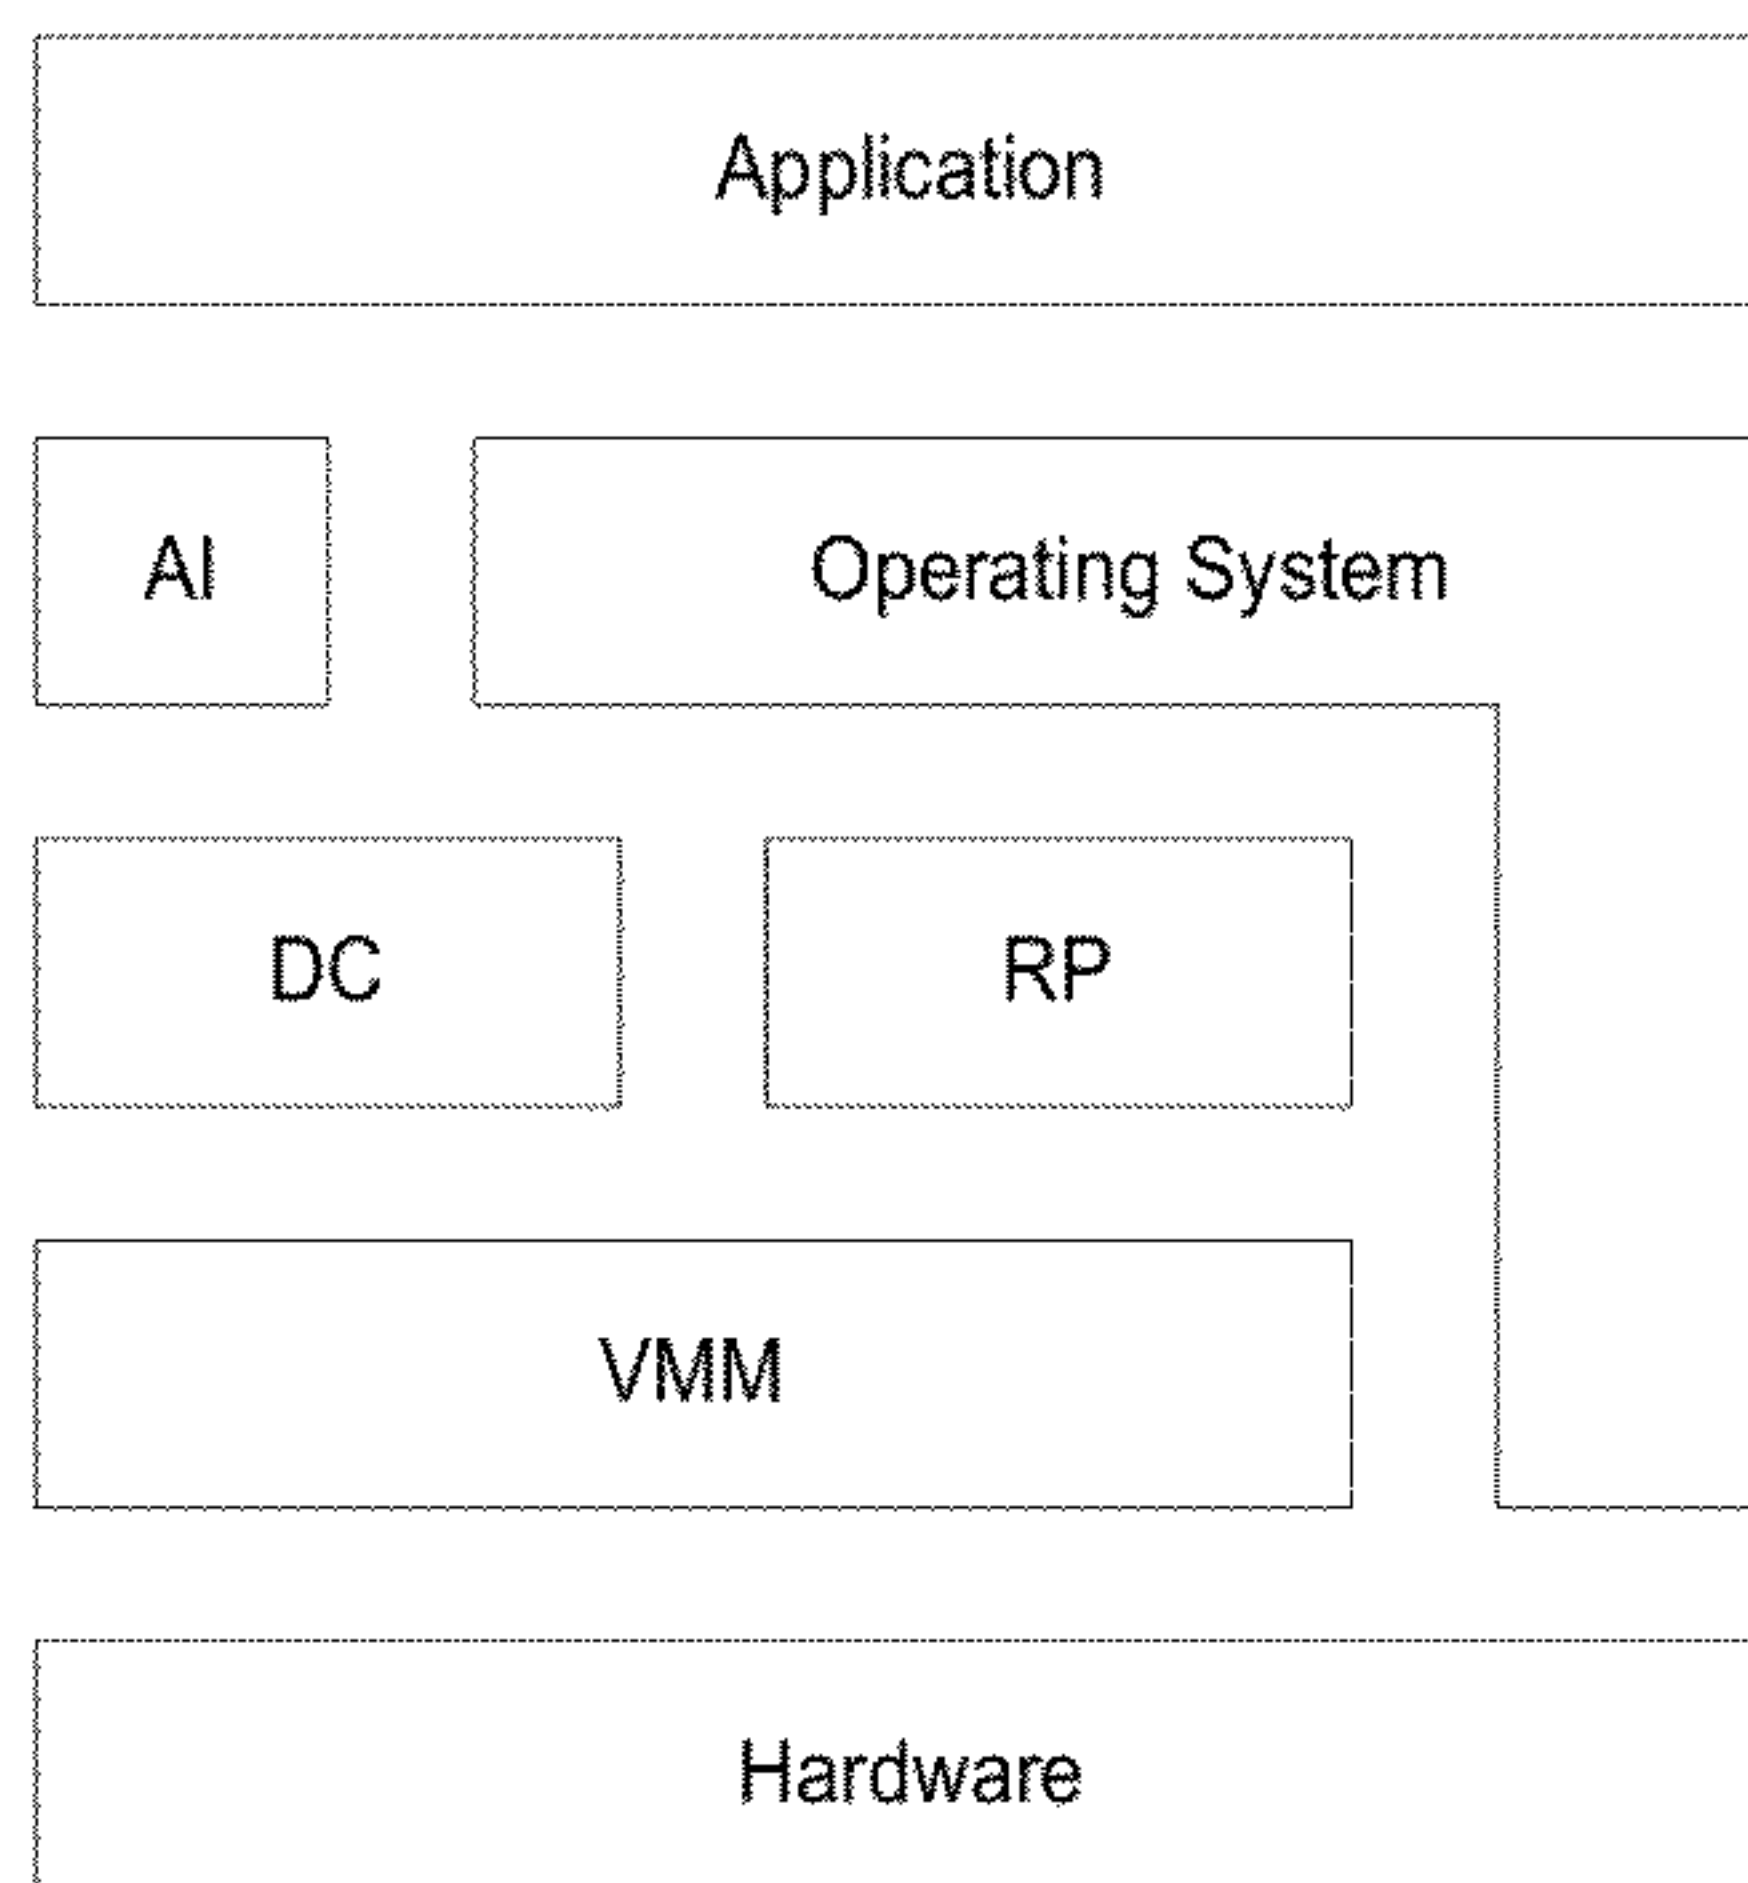 Application
AI
Operating System
DC
RP
VMM
Hardware